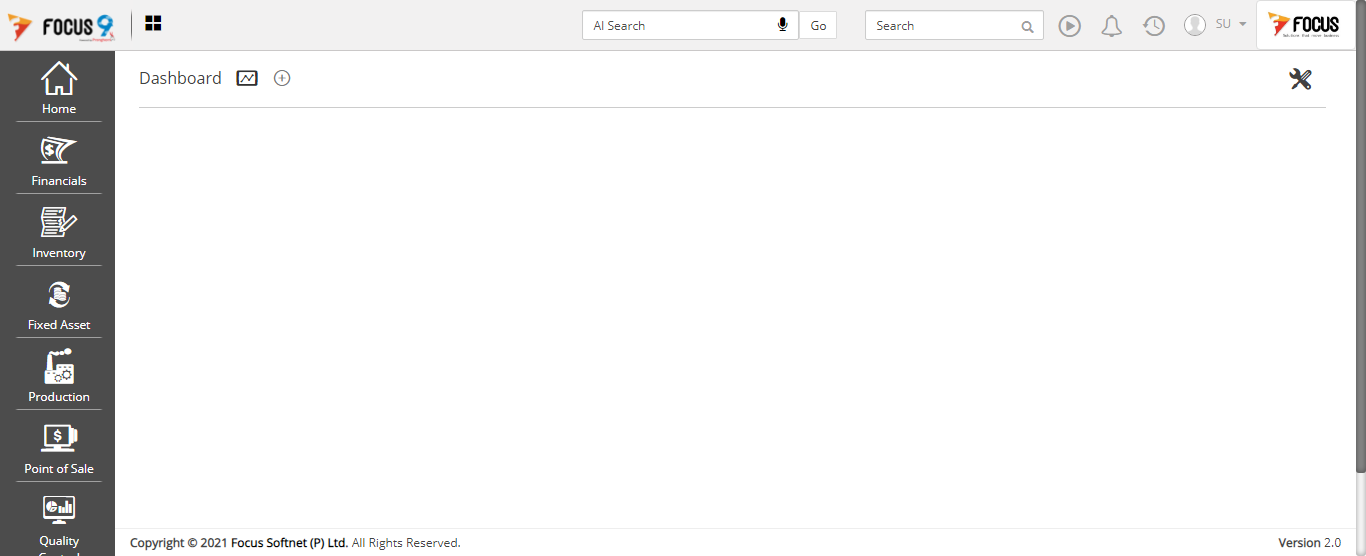 FOCUS 9
AI Search
Go
Search
SU
FOCUS
Dashboard
Home
Financials
Inventory
Fixed Asset
Production
Point of Sale
Quality
Copyright © 2021 Focus Softnet (P) Ltd. All Rights Reserved.
Version 2.0